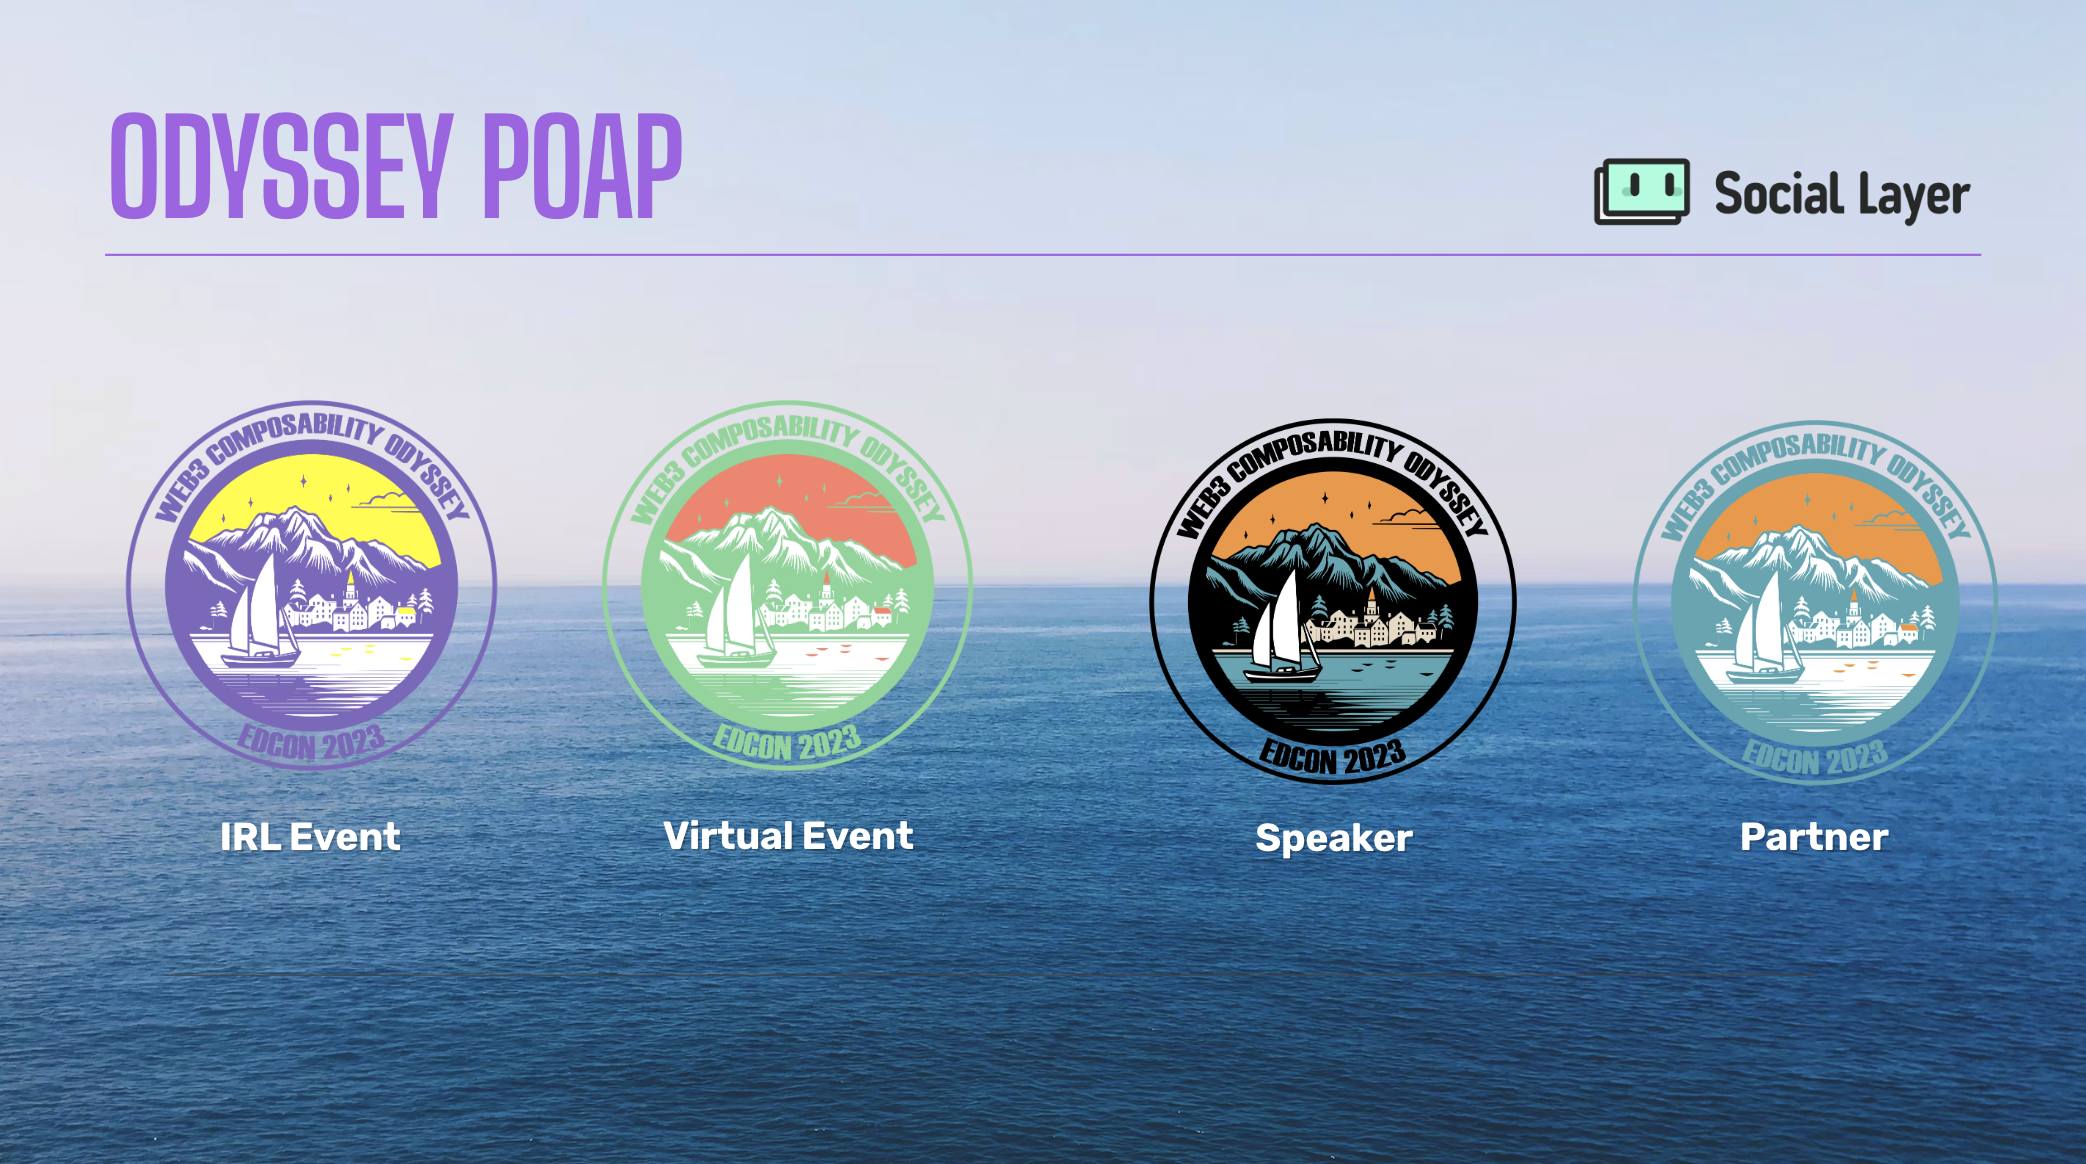 ODYSSEY POAP
Social Layer
WEB3 COMPOSABILITY ODYSSEY
EDCON 2023
IRL Event
WEB3 COMPOSABILITY ODYSSEY
EDCON 2023
Virtual Event
WEB3 COMPOSABILITY ODYSSEY
EDCON 2023
Speaker
WEB3 COMPOSABILITY ODYSSEY
EDCON 2023
Partner